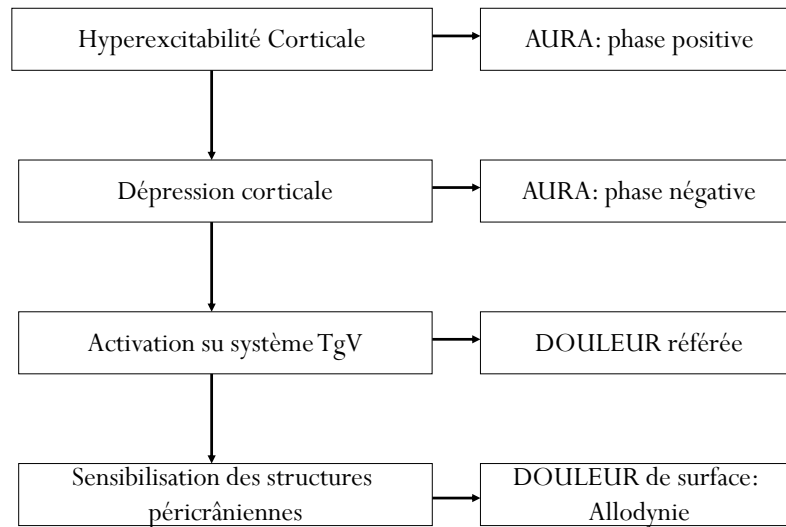 Hyperexcitabilité Corticale
AURA: phase positive
Dépression corticale
AURA: phase négative
Activation su système TgV
DOULEUR référée
Sensibilisation des structures
péricrâniennes
DOULEUR de surface:
Allodynie